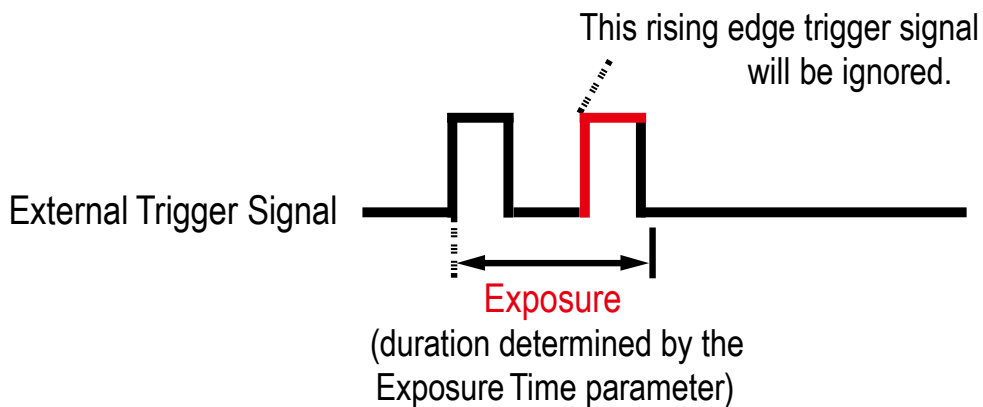 This rising edge trigger signal
will be ignored.
External Trigger Signal
Exposure
(duration determined by the
Exposure Time parameter)